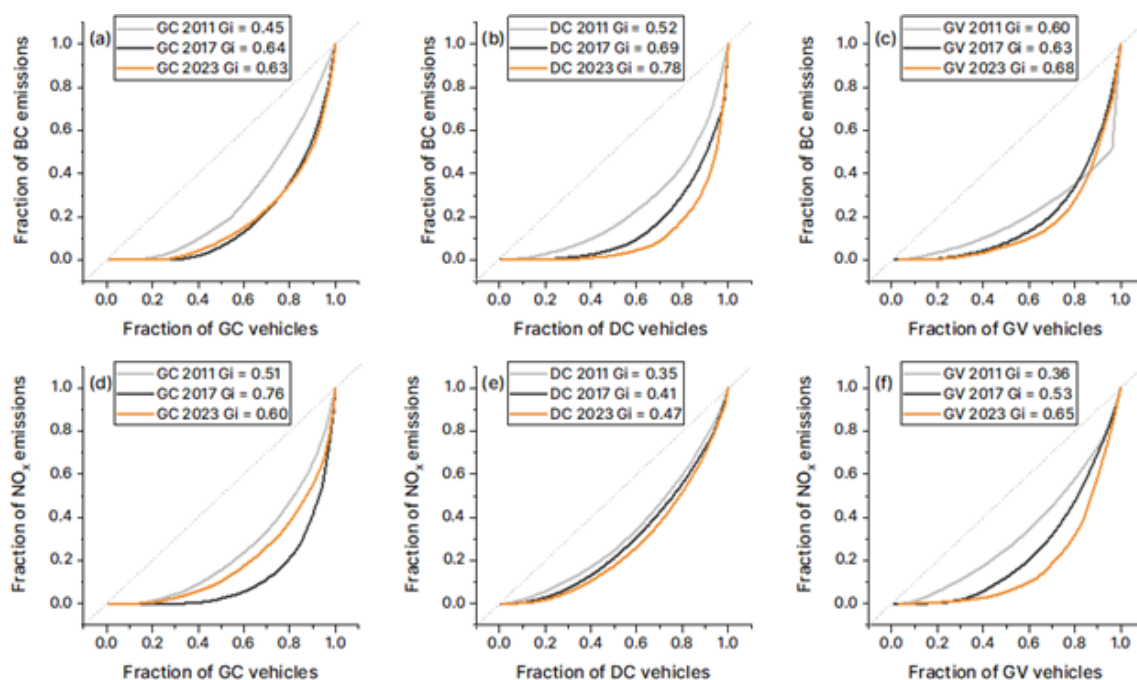 (a)
GC 2011 Gi = 0.45
GC 2017 Gi = 0.64
GC 2023 Gi = 0.63
Fraction of BC emissions
1.0
0.8
0.6
0.4
0.2
0.0
0.0 0.2 0.4 0.6 0.8 1.0
Fraction of GC vehicles
(b)
DC 2011 Gi = 0.52
DC 2017 Gi = 0.69
DC 2023 Gi = 0.78
Fraction of BC emissions
1.0
0.8
0.6
0.4
0.2
0.0
0.0 0.2 0.4 0.6 0.8 1.0
Fraction of DC vehicles
(c)
GV 2011 Gi = 0.60
GV 2017 Gi = 0.63
GV 2023 Gi = 0.68
Fraction of BC emissions
1.0
0.8
0.6
0.4
0.2
0.0
0.0 0.2 0.4 0.6 0.8 1.0
Fraction of GV vehicles
(d)
GC 2011 Gi = 0.51
GC 2017 Gi = 0.76
GC 2023 Gi = 0.60
Fraction of NOx emissions
1.0
0.8
0.6
0.4
0.2
0.0
0.0 0.2 0.4 0.6 0.8 1.0
Fraction of GC vehicles
(e)
DC 2011 Gi = 0.35
DC 2017 Gi = 0.41
DC 2023 Gi = 0.47
Fraction of NOx emissions
1.0
0.8
0.6
0.4
0.2
0.0
0.0 0.2 0.4 0.6 0.8 1.0
Fraction of DC vehicles
(f)
GV 2011 Gi = 0.36
GV 2017 Gi = 0.53
GV 2023 Gi = 0.65
Fraction of NOx emissions
1.0
0.8
0.6
0.4
0.2
0.0
0.0 0.2 0.4 0.6 0.8 1.0
Fraction of GV vehicles